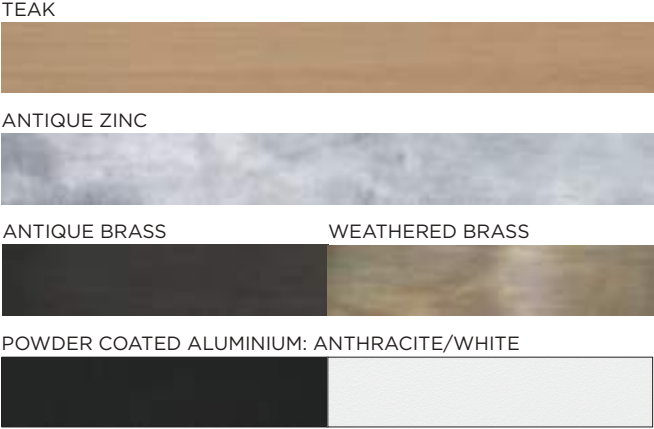 TEAK
ANTIQUE ZINC
ANTIQUE BRASS
WEATHERED BRASS
POWDER COATED ALUMINIUM: ANTHRACITE/WHITE